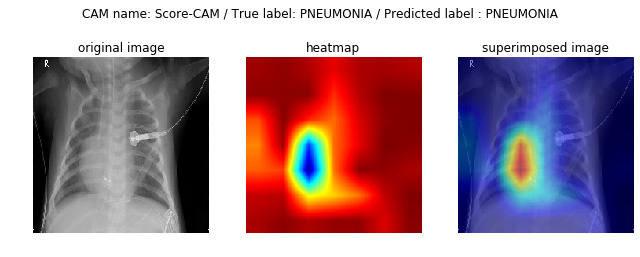 CAM name: Score-CAM / True label: PNEUMONIA / Predicted label : PNEUMONIA
original image
heatmap
superimposed image
R
R